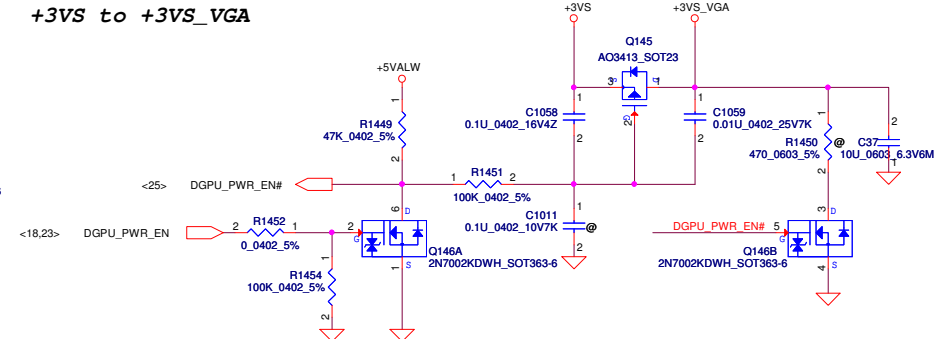 +3VS to +3VS_VGA
+3VS
+3VS_VGA
Q145
AO3413_SOT23
3 S D 1
G
2
+5VALW
1
R1449
47K_0402_5%
2
1
C1058
0.1U_0402_16V4Z
2
1
C1059
0.01U_0402_25V7K
2
1
R1450 @
470_0603_5%
2
2
C37
10U_0603_6.3V6M
1
<25> DGPU_PWR_EN#
1 R1451 2
100K_0402_5%
1
C1011
0.1U_0402_10V7K @
2
<18,23> DGPU_PWR_EN
2 R1452 1
0_0402_5%
6 D
2 G
S
1
Q146A
2N7002KDWH_SOT363-6
1
R1454
100K_0402_5%
2
DGPU_PWR_EN# 5
3 D
G
S
4
Q146B
2N7002KDWH_SOT363-6